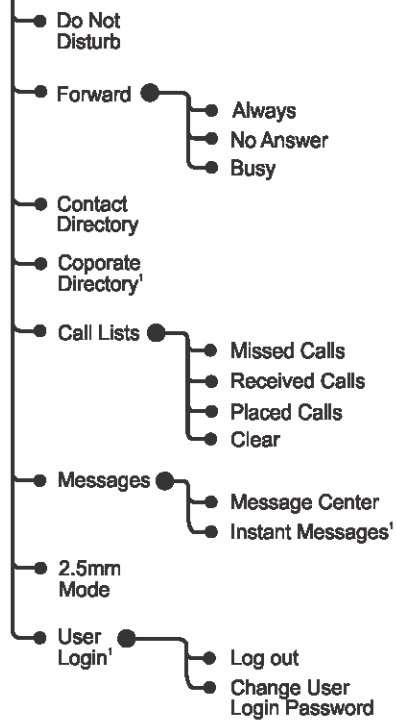 Do Not
Disturb
Forward
Always
No Answer
Busy
Contact
Directory
Coporate
Directory¹
Call Lists
Missed Calls
Received Calls
Placed Calls
Clear
Messages
Message Center
Instant Messages¹
2.5mm
Mode
User
Login¹
Log out
Change User
Login Password